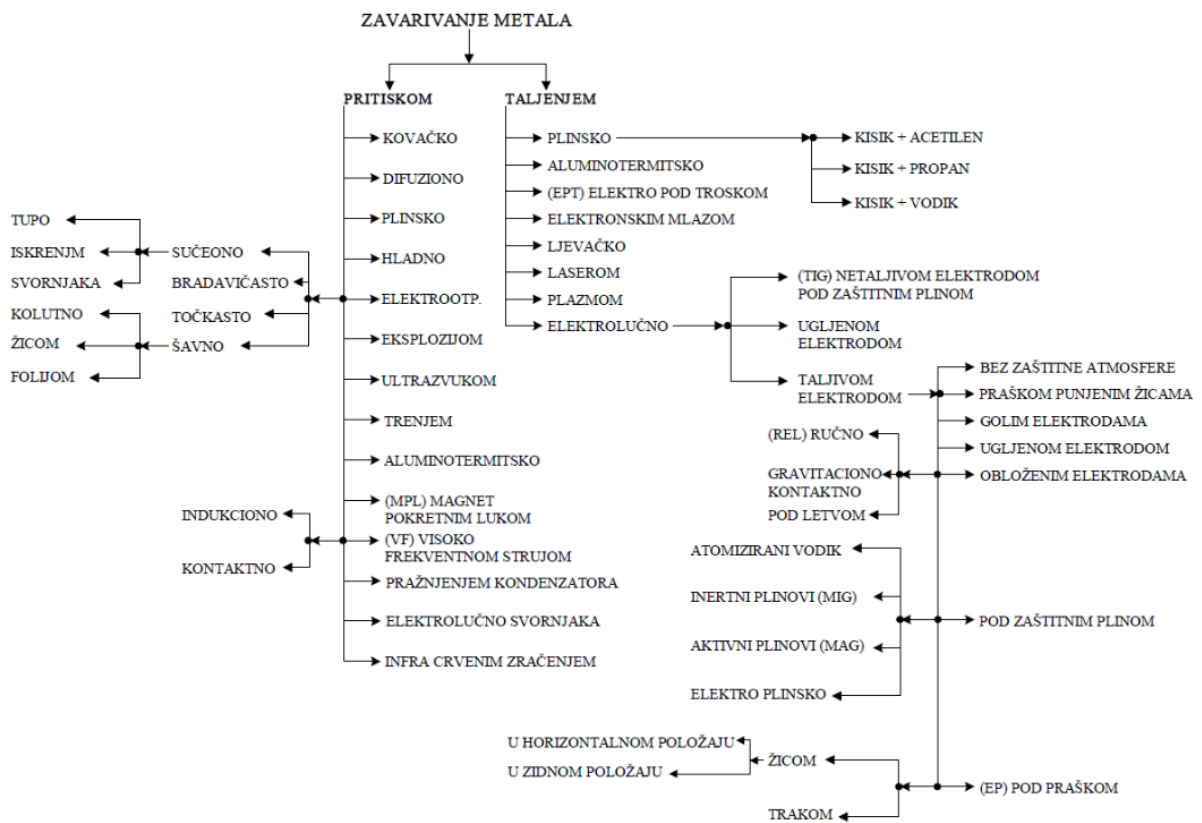 ZAVARIVANJE METALA
PRITISKOM
KOVAČKO
DIFUZIONO
PLINSKO
HLADNO
ELEKTROOTP.
SUČEONO
TUPO
ISKRENJM
SVORNJAKA
BRADAVIČASTO
TOČKASTO
ŠAVNO
KOLUTNO
ŽICOM
FOLIJOM
EKSPLOZIJOM
ULTRAZVUKOM
TRENJEM
ALUMINOTERMITSKO
(MPL) MAGNET
POKRETNIM LUKOM
(VF) VISOKO
FREKVENTNOM STRUJOM
INDUKCIONO
KONTAKTNO
PRAŽNJENJEM KONDENZATORA
ELEKTROLUČNO SVORNJAKA
INFRA CRVENIM ZRAČENJEM
TALJENJEM
PLINSKO
KISIK + ACETILEN
KISIK + PROPAN
KISIK + VODIK
ALUMINOTERMITSKO
(EPT) ELEKTRO POD TROSKOM
ELEKTRONSKIM MLAZOM
LJEVAČKO
LASEROM
PLAZMOM
ELEKTROLUČNO
(TIG) NETALJIVOM ELEKTRODOM
POD ZAŠTITNIM PLINOM
UGLJENOM
ELEKTRODOM
TALJIVOM
ELEKTRODOM
BEZ ZAŠTITNE ATMOSFERE
PRAŠKOM PUNJENIM ŽICAMA
GOLIM ELEKTRODAMA
UGLJENOM ELEKTRODOM
OBLOŽENIM ELEKTRODAMA
(REL) RUČNO
GRAVITACIONO
KONTAKTNO
POD LETVOM
POD ZAŠTITNIM PLINOM
ATOMIZIRANI VODIK
INERTNI PLINOVI (MIG)
AKTIVNI PLINOVI (MAG)
ELEKTRO PLINSKO
(EP) POD PRAŠKOM
ŽICOM
U HORIZONTALNOM POLOŽAJU
U ZIDNOM POLOŽAJU
TRAKOM